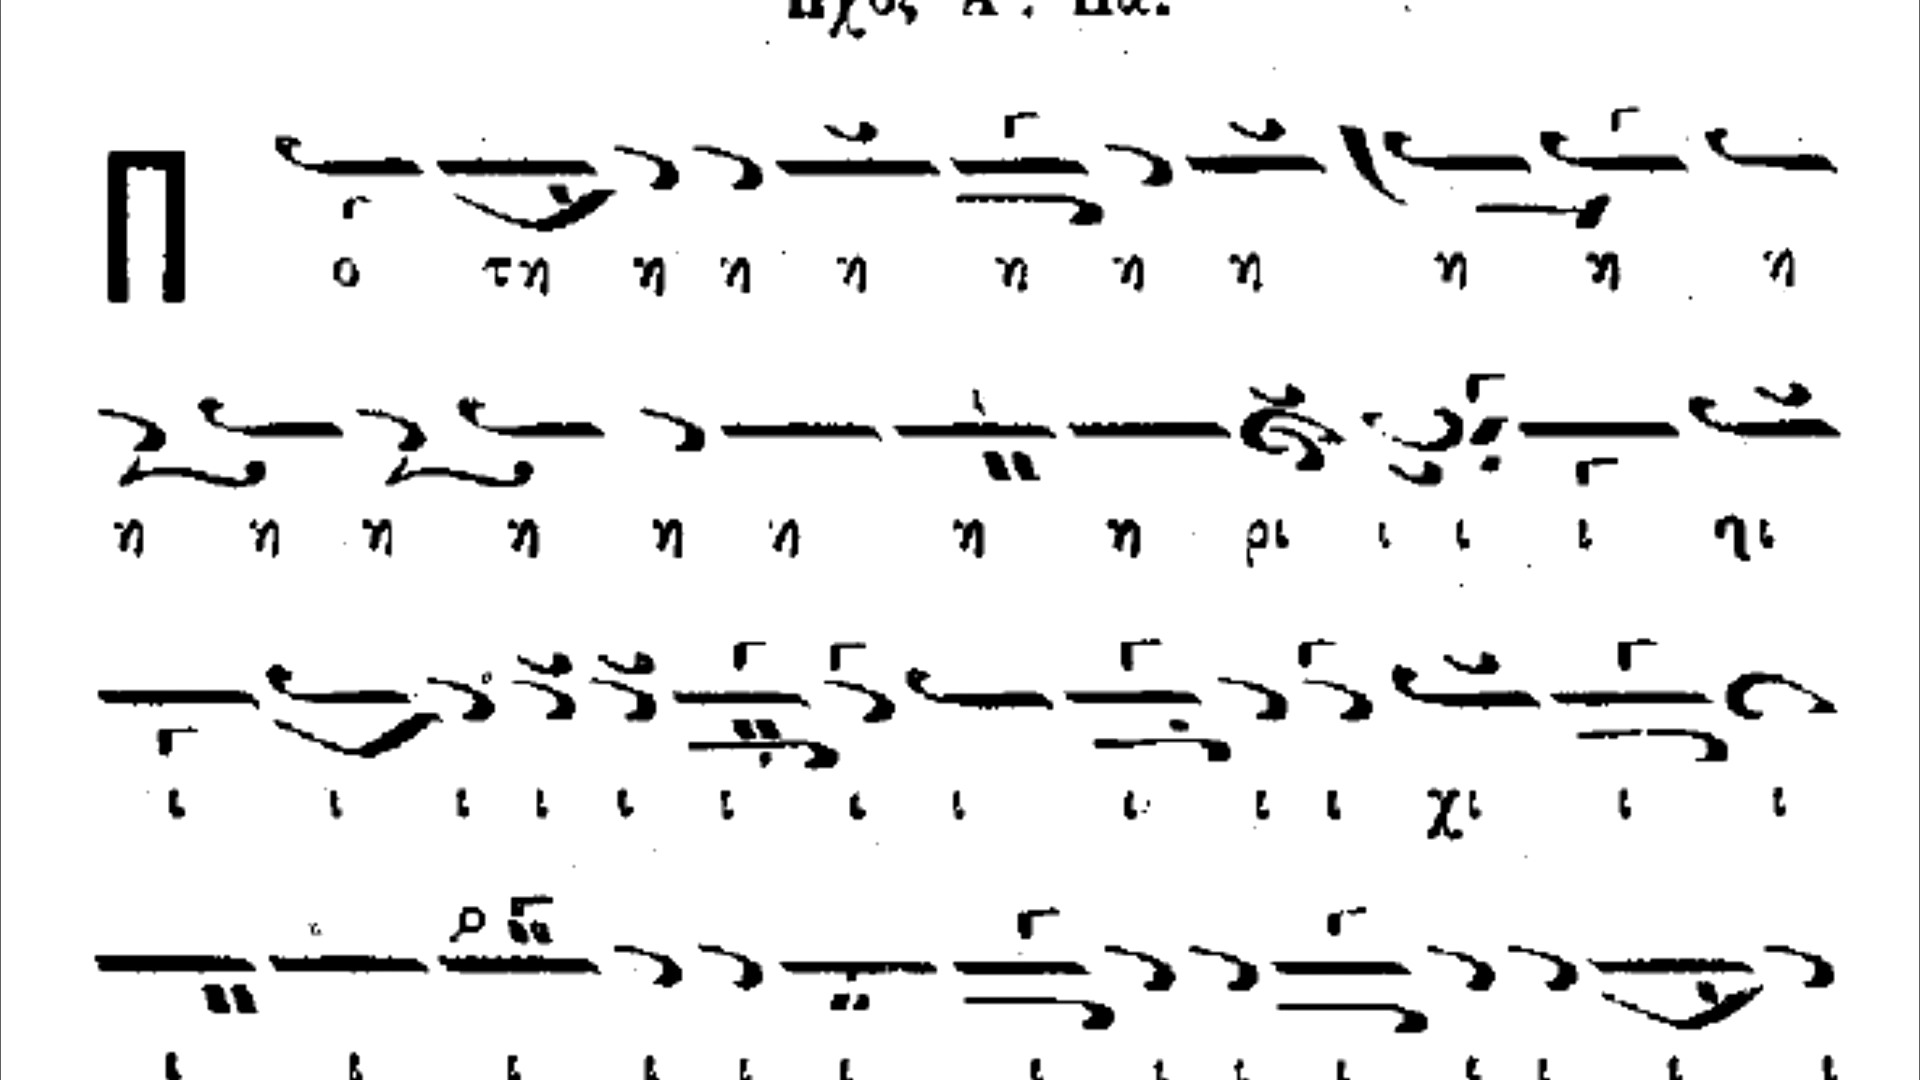 Ἦχος Α΄. Πα.
Π ο τη η η η η η η η η η
η η η η η η η η ρι ι ι ι ηι
ι ι ι ι ι ι ι ι ι ι ι χι ι ι
ι ι ι ι ι ι ι ι ι ι ι ι ι ι